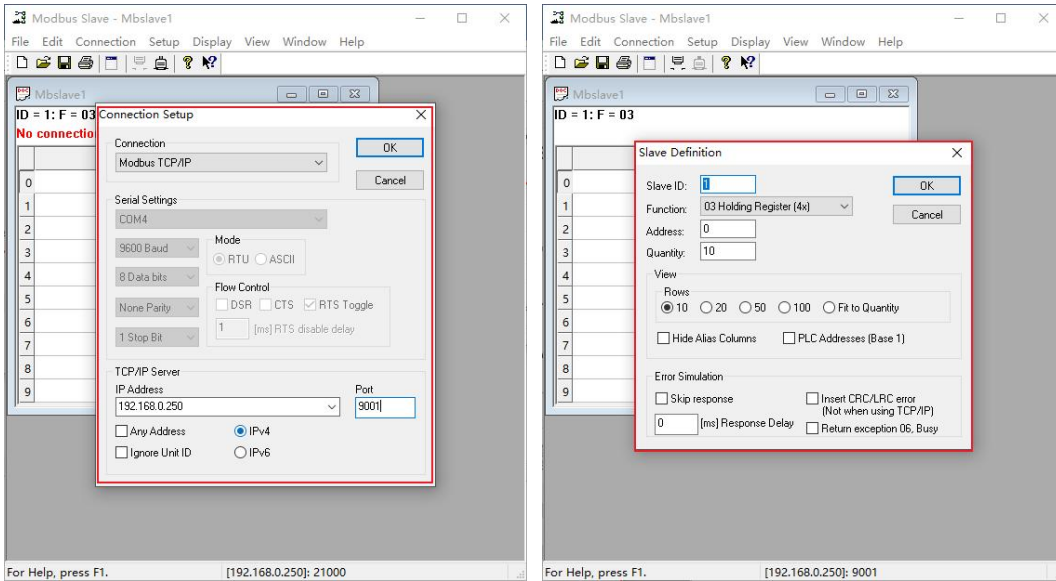 Modbus Slave - Mbslave1
File Edit Connection Setup Display View Window Help
Mbslave1
ID = 1: F = 03
No connectio
0
1
2
3
4
5
6
7
8
9
Connection Setup
Connection
Modbus TCP/IP
OK
Cancel
Serial Settings
COM4
9600 Baud
8 Data bits
None Parity
1 Stop Bit
Mode
RTU ASCII
Flow Control
DSR CTS RTS Toggle
1 [ms] RTS disable delay
TCP/IP Server
IP Address Port
192.168.0.250 9001
Any Address IPv4
Ignore Unit ID IPv6
For Help, press F1. [192.168.0.250]: 21000
Modbus Slave - Mbslave1
File Edit Connection Setup Display View Window Help
Mbslave1
ID = 1: F = 03
0
1
2
3
4
5
6
7
8
9
Slave Definition
Slave ID: 1 OK
Function: 03 Holding Register (4x) Cancel
Address: 0
Quantity: 10
View
Rows
10 20 50 100 Fit to Quantity
Hide Alias Columns PLC Addresses (Base 1)
Error Simulation
Skip response
0 [ms] Response Delay
Insert CRC/LRC error
(Not when using TCP/IP)
Return exception 06, Busy
For Help, press F1. [192.168.0.250]: 9001